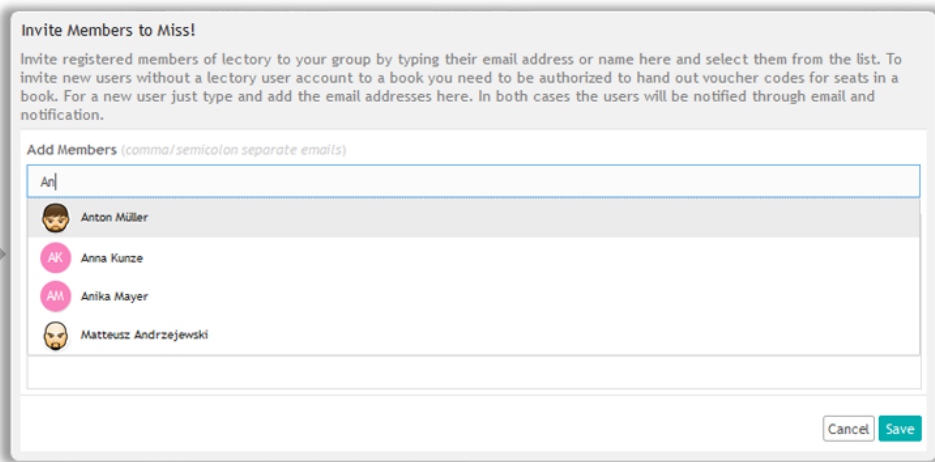 Invite Members to Miss!
Invite registered members of lectory to your group by typing their email address or name here and select them from the list. To
invite new users without a lectory user account to a book you need to be authorized to hand out voucher codes for seats in a
book. For a new user just type and add the email addresses here. In both cases the users will be notified through email and
notification.
Add Members (comma/semicolon separate emails)
An
Anton Müller
AK Anna Kunze
AM Anika Mayer
Matteusz Andrzejewski
Cancel Save